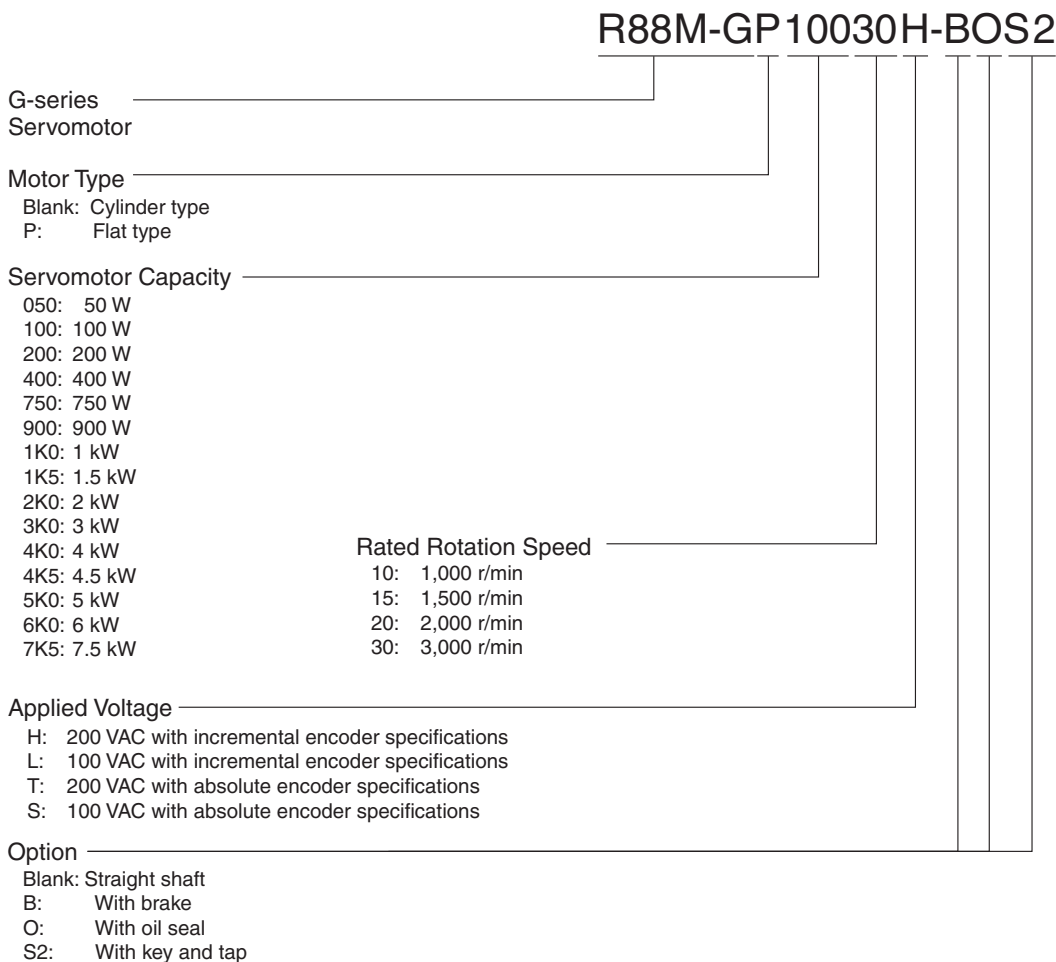 R88M-GP10030H-BOS2
G-series
Servomotor
Motor Type
Blank: Cylinder type
P: Flat type
Servomotor Capacity
050: 50 W
100: 100 W
200: 200 W
400: 400 W
750: 750 W
900: 900 W
1K0: 1 kW
1K5: 1.5 kW
2K0: 2 kW
3K0: 3 kW
4K0: 4 kW
4K5: 4.5 kW
5K0: 5 kW
6K0: 6 kW
7K5: 7.5 kW
Rated Rotation Speed
10: 1,000 r/min
15: 1,500 r/min
20: 2,000 r/min
30: 3,000 r/min
Applied Voltage
H: 200 VAC with incremental encoder specifications
L: 100 VAC with incremental encoder specifications
T: 200 VAC with absolute encoder specifications
S: 100 VAC with absolute encoder specifications
Option
Blank: Straight shaft
B: With brake
O: With oil seal
S2: With key and tap